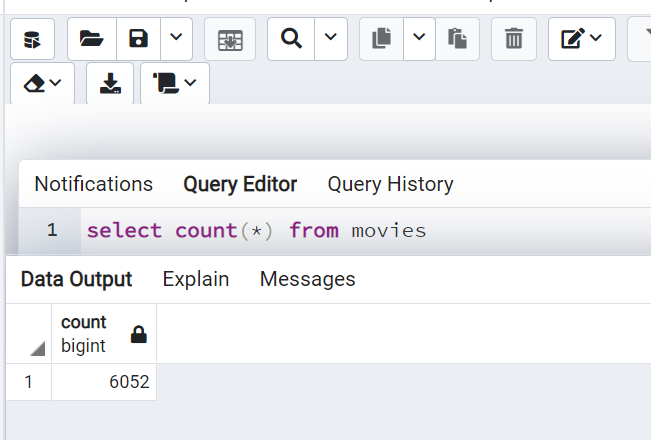 Notifications Query Editor Query History
1 select count(*) from movies
Data Output Explain Messages
count
bigint
1 6052